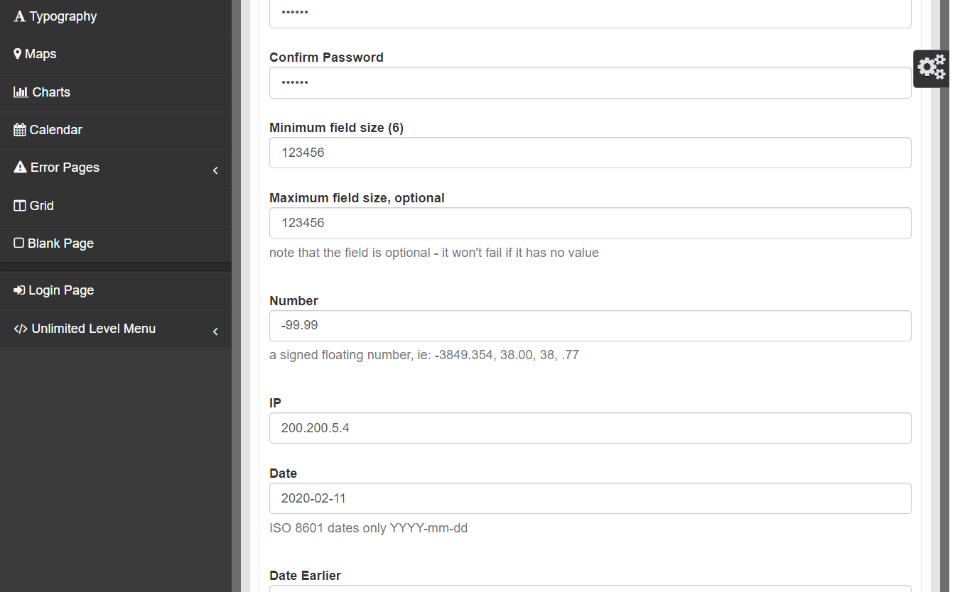 Typography
Maps
Charts
Calendar
Error Pages
Grid
Blank Page
Login Page
Unlimited Level Menu
••••••
Confirm Password
••••••
Minimum field size (6)
123456
Maximum field size, optional
123456
note that the field is optional - it won't fail if it has no value
Number
-99.99
a signed floating number, ie: -3849.354, 38.00, 38, .77
IP
200.200.5.4
Date
2020-02-11
ISO 8601 dates only YYYY-mm-dd
Date Earlier